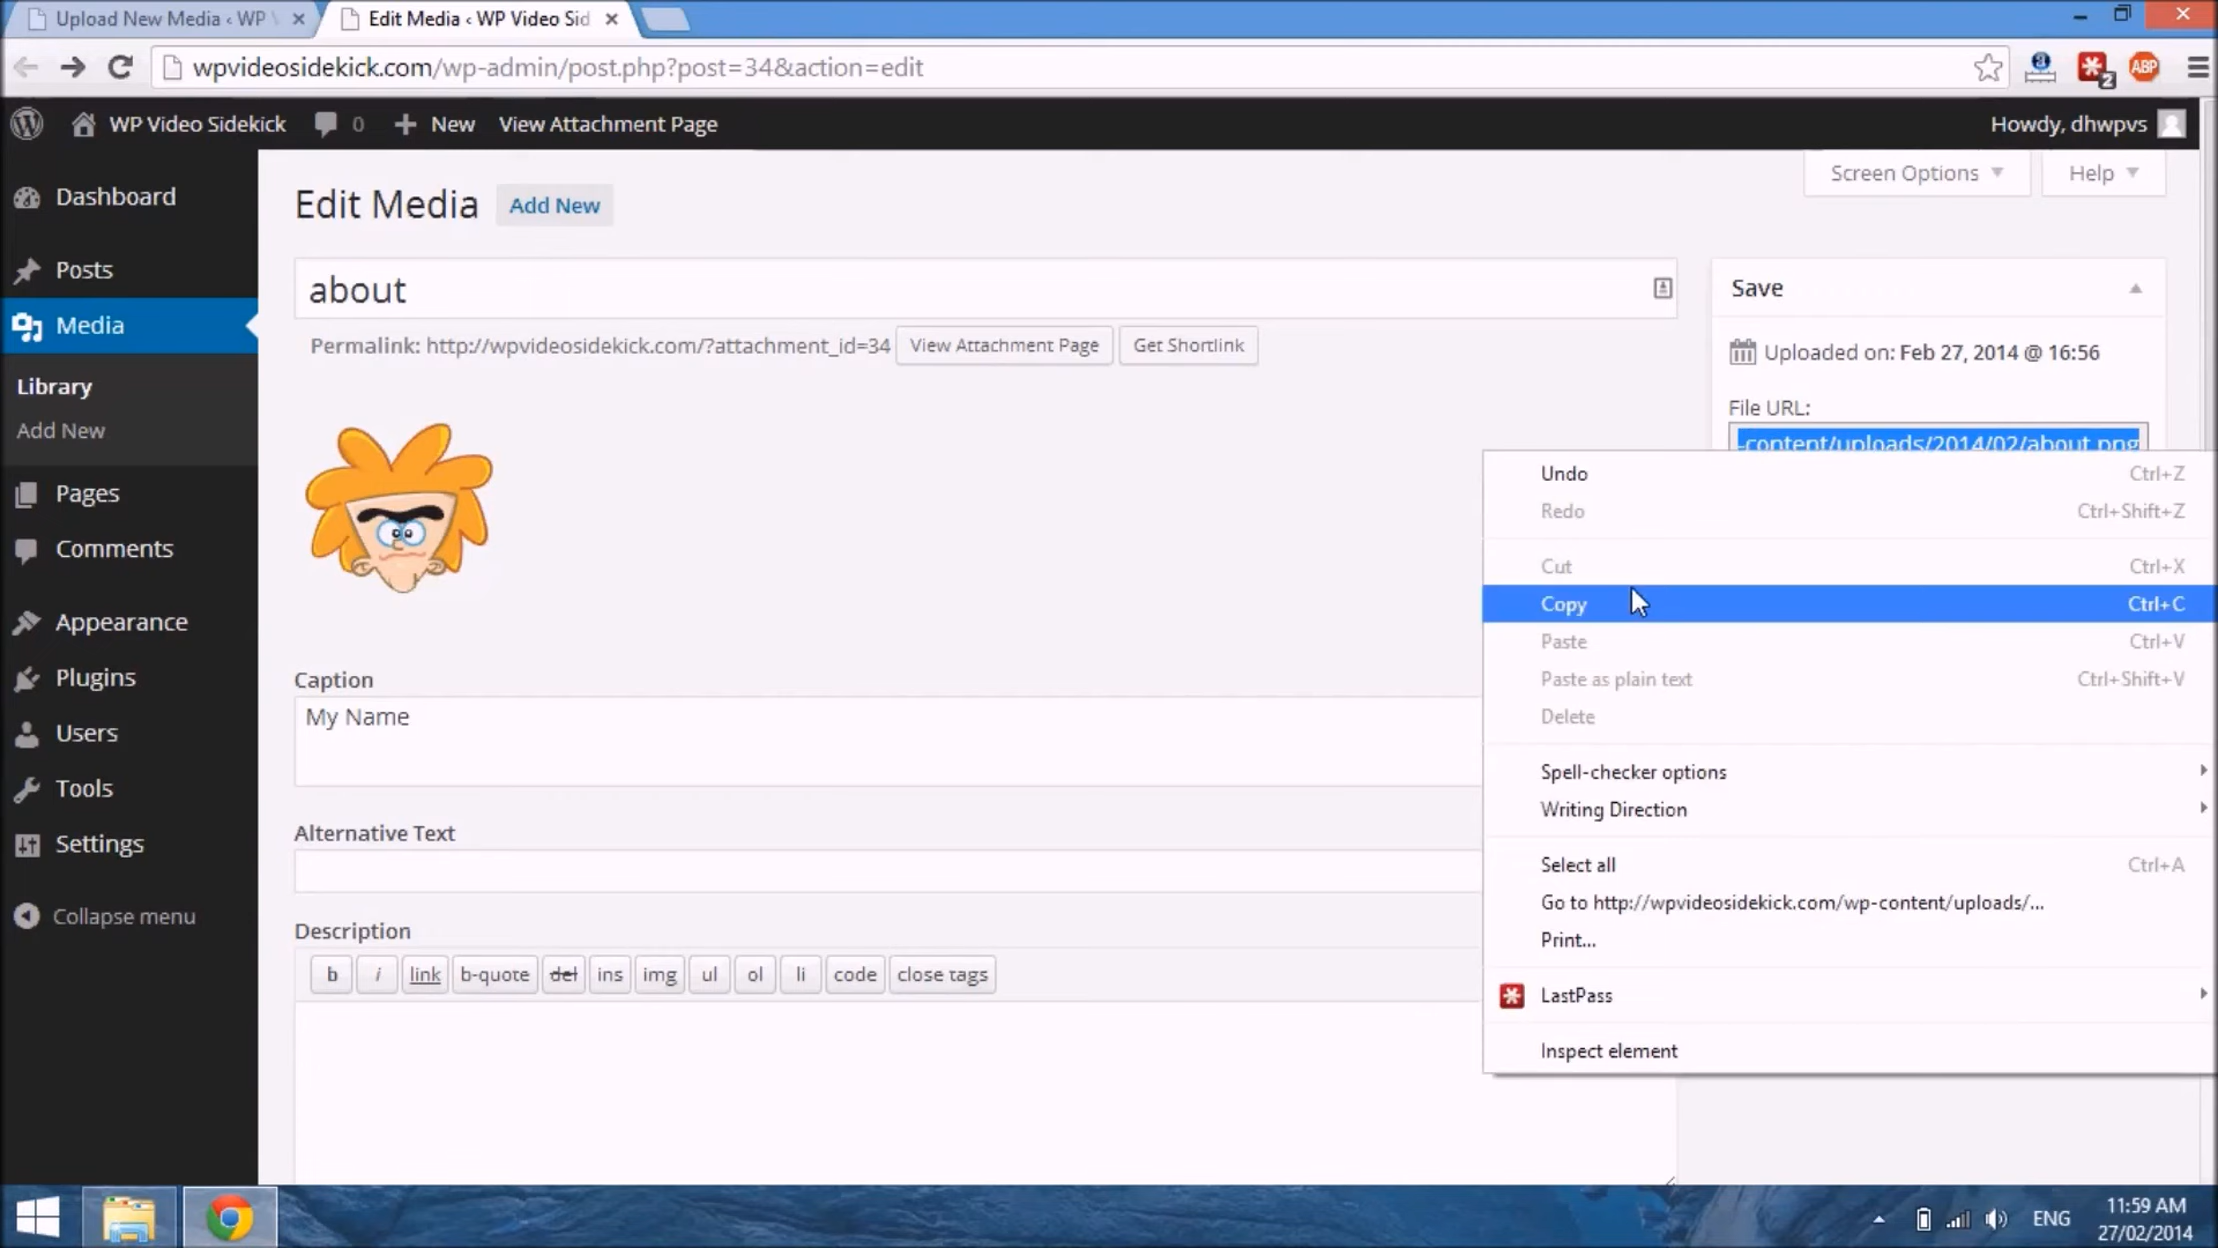 Upload New Media ‹ WP
Edit Media ‹ WP Video Sid
wpvideosidekick.com/wp-admin/post.php?post=34&action=edit
2
ABP
WP Video Sidekick
0
New
View Attachment Page
Howdy, dhwpvs
Screen Options
Help
Dashboard
Posts
Media
Library
Add New
Pages
Comments
Appearance
Plugins
Users
Tools
Settings
Collapse menu
Edit Media
Add New
about
Permalink: http://wpvideosidekick.com/?attachment_id=34
View Attachment Page
Get Shortlink
Caption
My Name
Alternative Text
Description
b
i
link
b-quote
del
ins
img
ul
ol
li
code
close tags
Save
Uploaded on: Feb 27, 2014 @ 16:56
File URL:
-content/uploads/2014/02/about.png
Undo Ctrl+Z
Redo Ctrl+Shift+Z
Cut Ctrl+X
Copy Ctrl+C
Paste Ctrl+V
Paste as plain text Ctrl+Shift+V
Delete
Spell-checker options
Writing Direction
Select all Ctrl+A
Go to http://wpvideosidekick.com/wp-content/uploads/...
Print...
LastPass
Inspect element
ENG
11:59 AM
27/02/2014